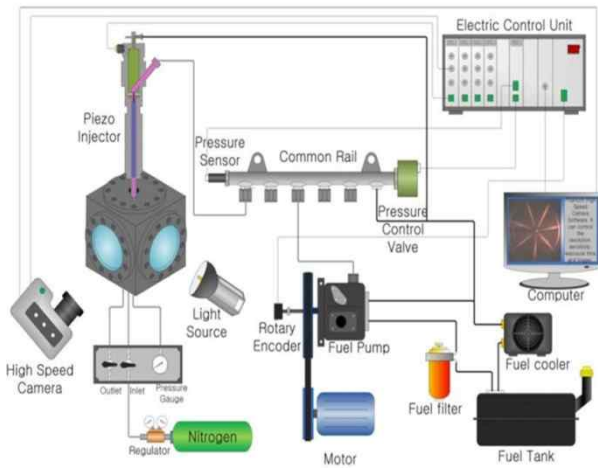 Electric Control Unit
Piezo
Injector
Pressure
Sensor
Common Rail
Pressure
Control
Valve
Computer
High Speed
Camera
Light
Source
Rotary
Encoder
Fuel Pump
Fuel cooler
Outlet
Inlet
Pressure
Gauge
Fuel filter
Regulator
Nitrogen
Motor
Fuel Tank